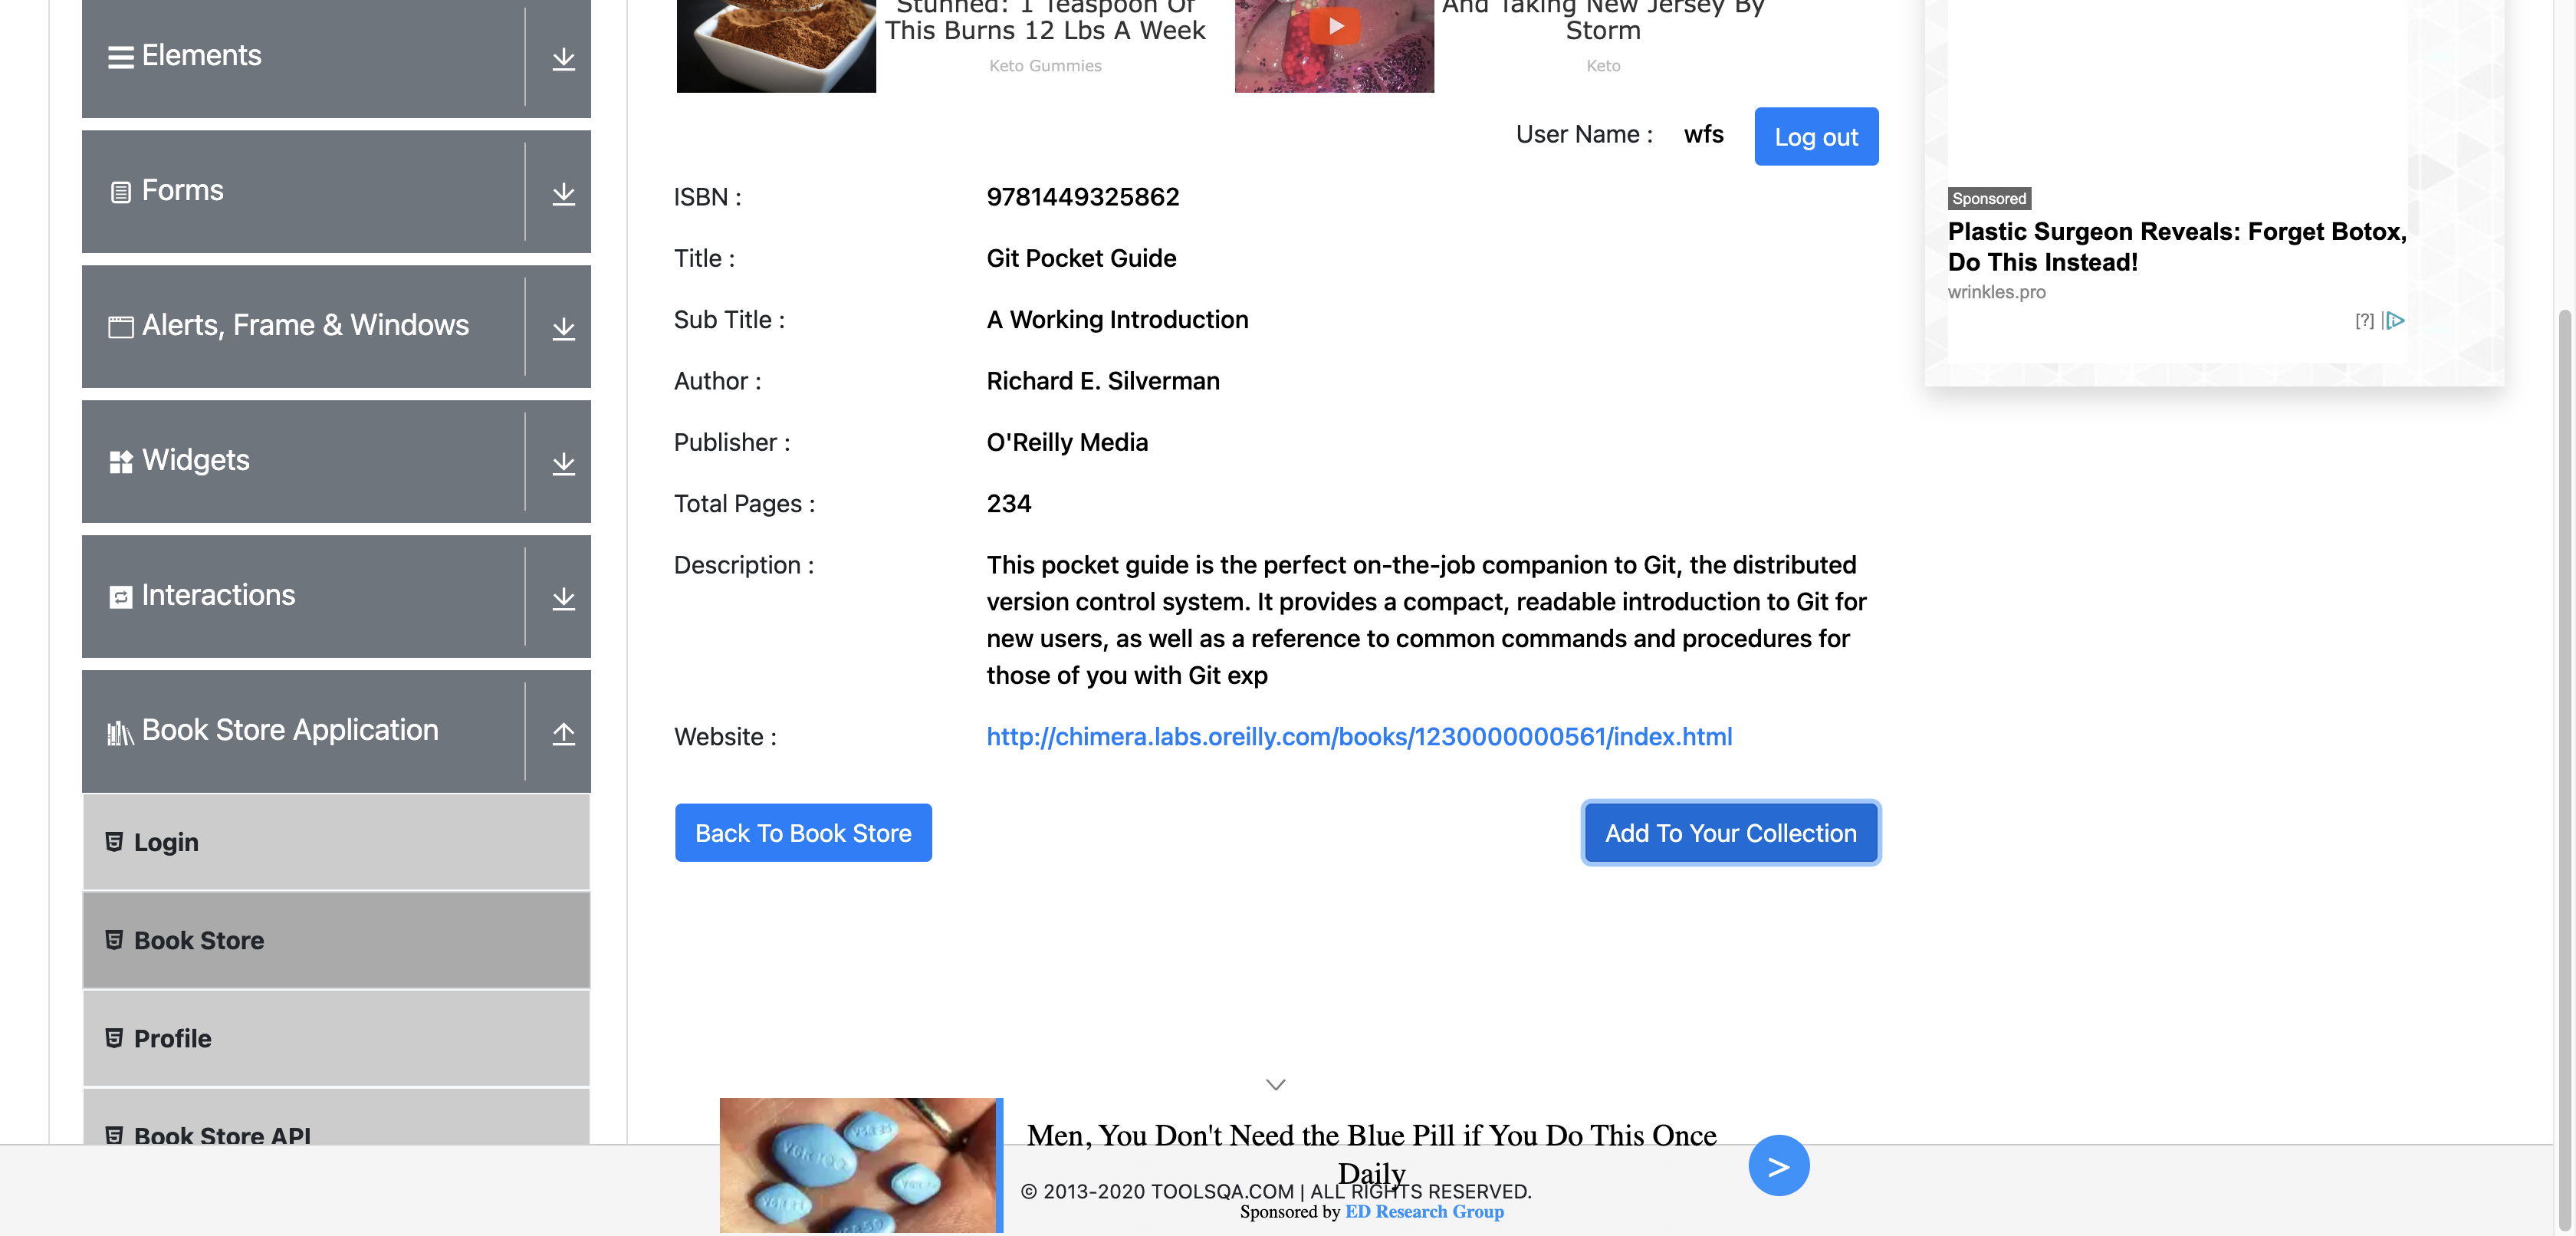 Elements
Forms
Alerts, Frame & Windows
Widgets
Interactions
Book Store Application
Login
Book Store
Profile
Book Store API
Stunned: 1 Teaspoon Of
This Burns 12 Lbs A Week
Keto Gummies
And Taking New Jersey By
Storm
Keto
User Name : wfs Log out
ISBN : 9781449325862
Title : Git Pocket Guide
Sub Title : A Working Introduction
Author : Richard E. Silverman
Publisher : O'Reilly Media
Total Pages : 234
Description : This pocket guide is the perfect on-the-job companion to Git, the distributed
version control system. It provides a compact, readable introduction to Git for
new users, as well as a reference to common commands and procedures for
those of you with Git exp
Website : http://chimera.labs.oreilly.com/books/1230000000561/index.html
Back To Book Store Add To Your Collection
Sponsored
Plastic Surgeon Reveals: Forget Botox,
Do This Instead!
wrinkles.pro
[?]
Men, You Don't Need the Blue Pill if You Do This Once
Daily
© 2013-2020 TOOLSQA.COM | ALL RIGHTS RESERVED.
Sponsored by ED Research Group